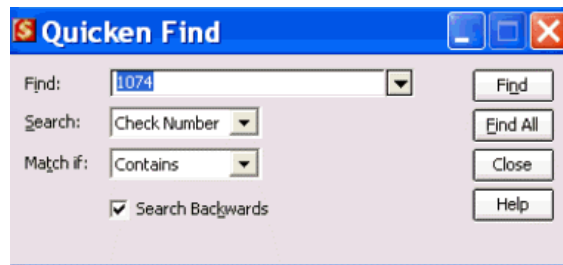 Quicken Find
Find: 1074 Find
Search: Check Number Find All
Match if: Contains Close
Search Backwards Help